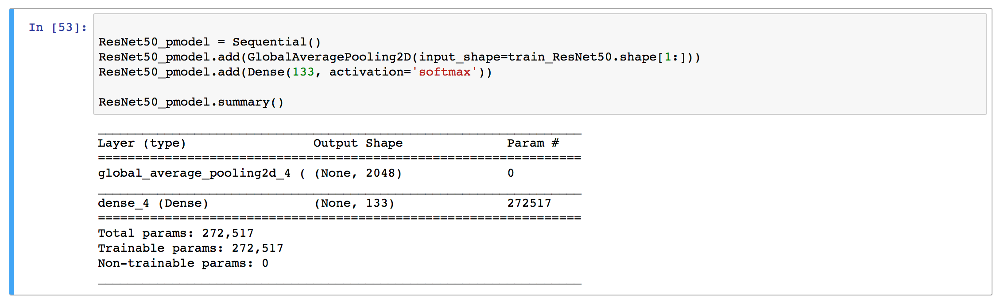 In [53]:
ResNet50_pmodel = Sequential()
ResNet50_pmodel.add(GlobalAveragePooling2D(input_shape=train_ResNet50.shape[1:]))
ResNet50_pmodel.add(Dense(133, activation='softmax'))
ResNet50_pmodel.summary()
_________________________________________________________________
Layer (type)                 Output Shape              Param #
=================================================================
global_average_pooling2d_4 ( (None, 2048)              0
_________________________________________________________________
dense_4 (Dense)              (None, 133)               272517
=================================================================
Total params: 272,517
Trainable params: 272,517
Non-trainable params: 0
_________________________________________________________________